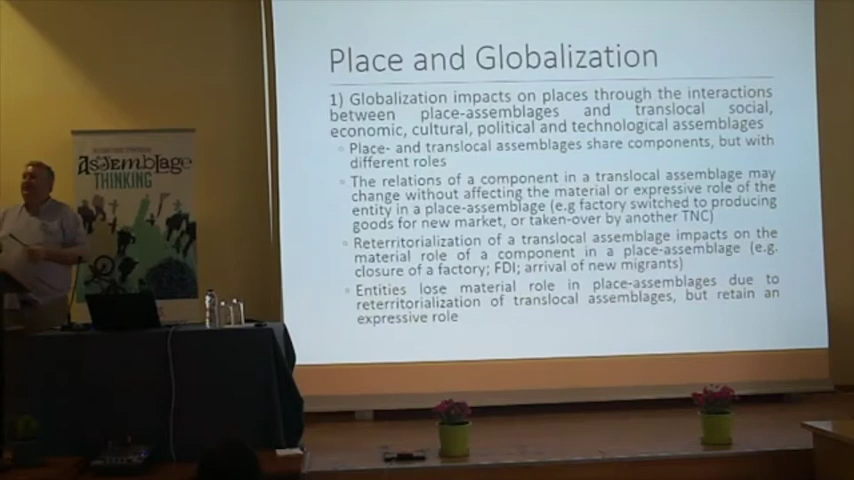 Place and Globalization
1) Globalization impacts on places through the interactions
between place-assemblages and translocal social,
economic, cultural, political and technological assemblages
Place- and translocal assemblages share components, but with
different roles
The relations of a component in a translocal assemblage may
change without affecting the material or expressive role of the
entity in a place-assemblage (e.g factory switched to producing
goods for new market, or taken-over by another TNC)
Reterritorialization of a translocal assemblage impacts on the
material role of a component in a place-assemblage (e.g.
closure of a factory; FDI; arrival of new migrants)
Entities lose material role in place-assemblages due to
reterritorialization of translocal assemblages, but retain an
expressive role
Assemblage
THINKING